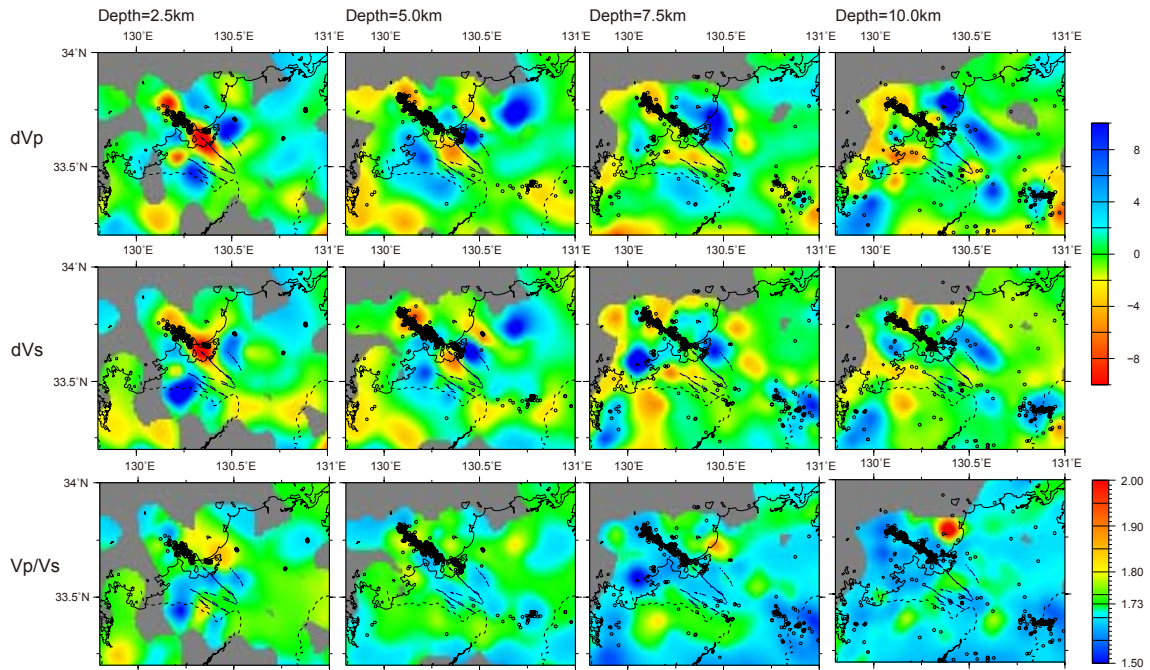 Depth=2.5km Depth=5.0km Depth=7.5km Depth=10.0km
130˚E 130.5˚E 131˚E 130˚E 130.5˚E 131˚E 130˚E 130.5˚E 131˚E 130˚E 130.5˚E 131˚E
34˚N
dVp
33.5˚N
8
4
0
−4
−8
130˚E 130.5˚E 131˚E 130˚E 130.5˚E 131˚E 130˚E 130.5˚E 131˚E 130˚E 130.5˚E 131˚E
34˚N
dVs
33.5˚N
130˚E 130.5˚E 131˚E 130˚E 130.5˚E 131˚E 130˚E 130.5˚E 131˚E 130˚E 130.5˚E 131˚E
34˚N
Vp/Vs
33.5˚N
2.00
1.90
1.80
1.73
1.60
1.50